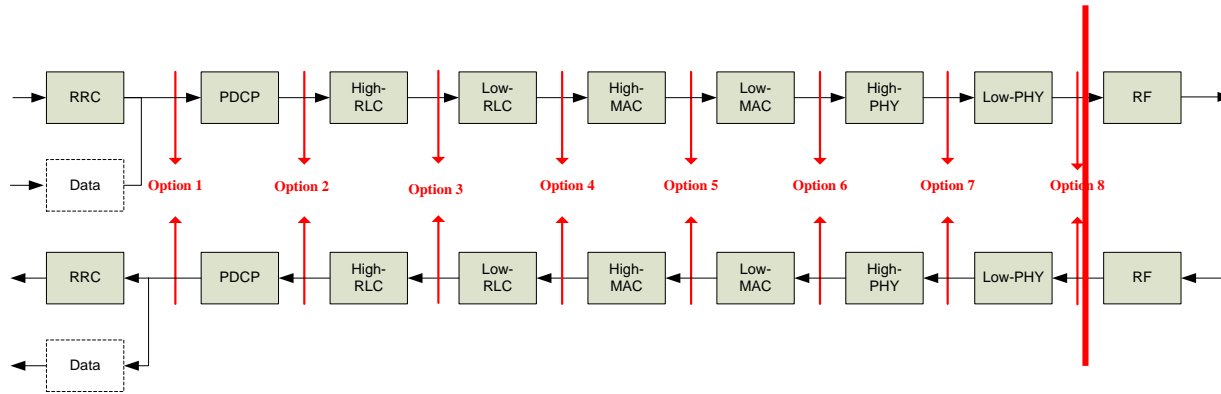 RRC
PDCP
High-
RLC
Low-
RLC
High-
MAC
Low-
MAC
High-
PHY
Low-PHY
RF
Data
Option 1
Option 2
Option 3
Option 4
Option 5
Option 6
Option 7
Option 8
RRC
PDCP
High-
RLC
Low-
RLC
High-
MAC
Low-
MAC
High-
PHY
Low-PHY
RF
Data